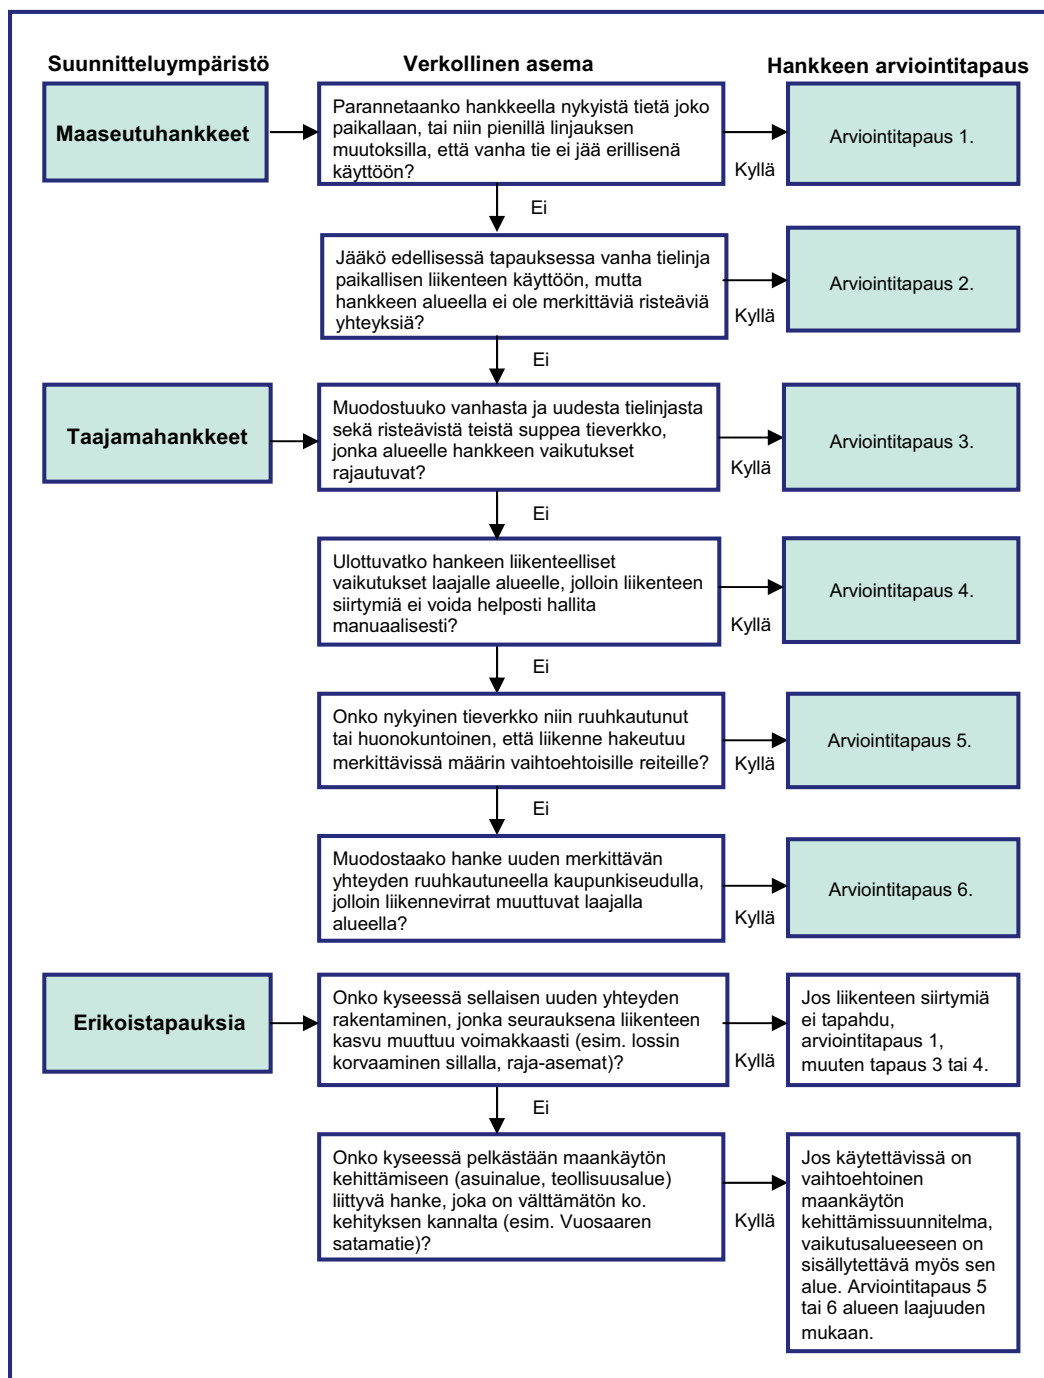 Suunnitteluympäristö
Verkollinen asema
Hankkeen arviointitapaus
Maaseutuhankkeet
Parannetaanko hankkeella nykyistä tietä joko
paikallaan, tai niin pienillä linjauksen
muutoksilla, että vanha tie ei jää erillisenä
käyttöön?
Kyllä
Arviointitapaus 1.
Ei
Jääkö edellisessä tapauksessa vanha tielinja
paikallisen liikenteen käyttöön, mutta
hankkeen alueella ei ole merkittäviä risteäviä
yhteyksiä?
Kyllä
Arviointitapaus 2.
Ei
Taajamahankkeet
Muodostuuko vanhasta ja uudesta tielinjasta
sekä risteävistä teistä suppea tieverkko,
jonka alueelle hankkeen vaikutukset
rajautuvat?
Kyllä
Arviointitapaus 3.
Ei
Ulottuvatko hankeen liikenteelliset
vaikutukset laajalle alueelle, jolloin liikenteen
siirtymiä ei voida helposti hallita
manuaalisesti?
Kyllä
Arviointitapaus 4.
Ei
Onko nykyinen tieverkko niin ruuhkautunut
tai huonokuntoinen, että liikenne hakeutuu
merkittävissä määrin vaihtoehtoisille reiteille?
Kyllä
Arviointitapaus 5.
Ei
Muodostaako hanke uuden merkittävän
yhteyden ruuhkautuneella kaupunkiseudulla,
jolloin liikennevirrat muuttuvat laajalla
alueella?
Kyllä
Arviointitapaus 6.
Erikoistapauksia
Onko kyseessä sellaisen uuden yhteyden
rakentaminen, jonka seurauksena liikenteen
kasvu muuttuu voimakkaasti (esim. lossin
korvaaminen sillalla, raja-asemat)?
Kyllä
Jos liikenteen siirtymiä
ei tapahdu,
arviointitapaus 1,
muuten tapaus 3 tai 4.
Ei
Onko kyseessä pelkästään maankäytön
kehittämiseen (asuinalue, teollisuusalue)
liittyvä hanke, joka on välttämätön ko.
kehityksen kannalta (esim. Vuosaaren
satamatie)?
Kyllä
Jos käytettävissä on
vaihtoehtoinen
maankäytön
kehittämissuunnitelma,
vaikutusalueeseen on
sisällytettävä myös sen
alue. Arviointitapaus 5
tai 6 alueen laajuuden
mukaan.